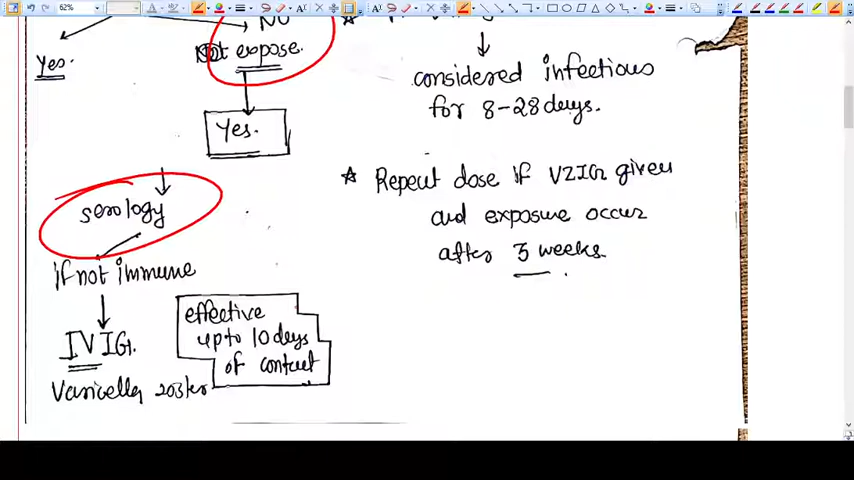 62%
No
Not expose.
Yes.
Yes.
considered infectious
for 8-28 days.
serology
if not immune
IVIG.
Varicella zoster
effective
upto 10 days
of contact
* Repeat dose if VZIG given
and exposure occur
after 3 weeks.